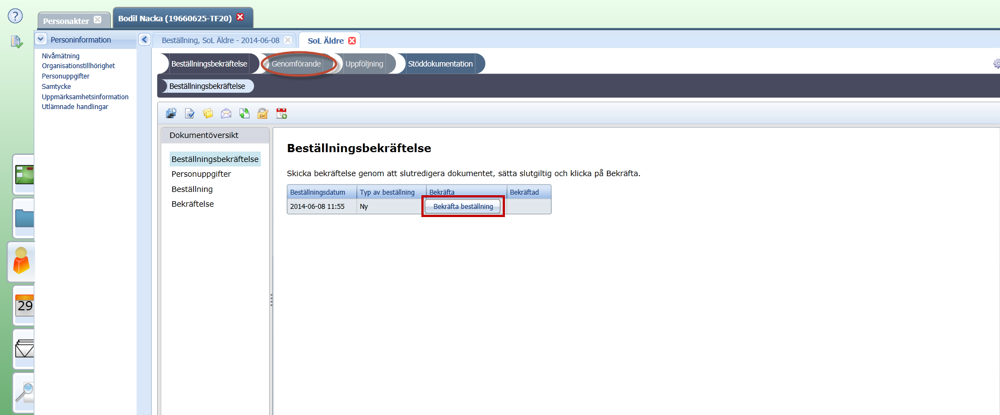 ?
Personakter
Bodil Nacka (19660625-TF20)
Personinformation
Nivåmätning
Organisationstillhörighet
Personuppgifter
Samtycke
Uppmärksamhetsinformation
Utlämnade handlingar
29
Beställning, SoL Äldre - 2014-06-08
SoL Äldre
Beställningsbekräftelse
Genomförande
Uppföljning
Stöddokumentation
Beställningsbekräftelse
Dokumentöversikt
Beställningsbekräftelse
Personuppgifter
Beställning
Bekräftelse
Beställningsbekräftelse
Skicka bekräftelse genom att slutredigera dokumentet, sätta slutgiltig och klicka på Bekräfta.
Beställningsdatum Typ av beställning Bekräfta Bekräftad
2014-06-08 11:55 Ny Bekräfta beställning